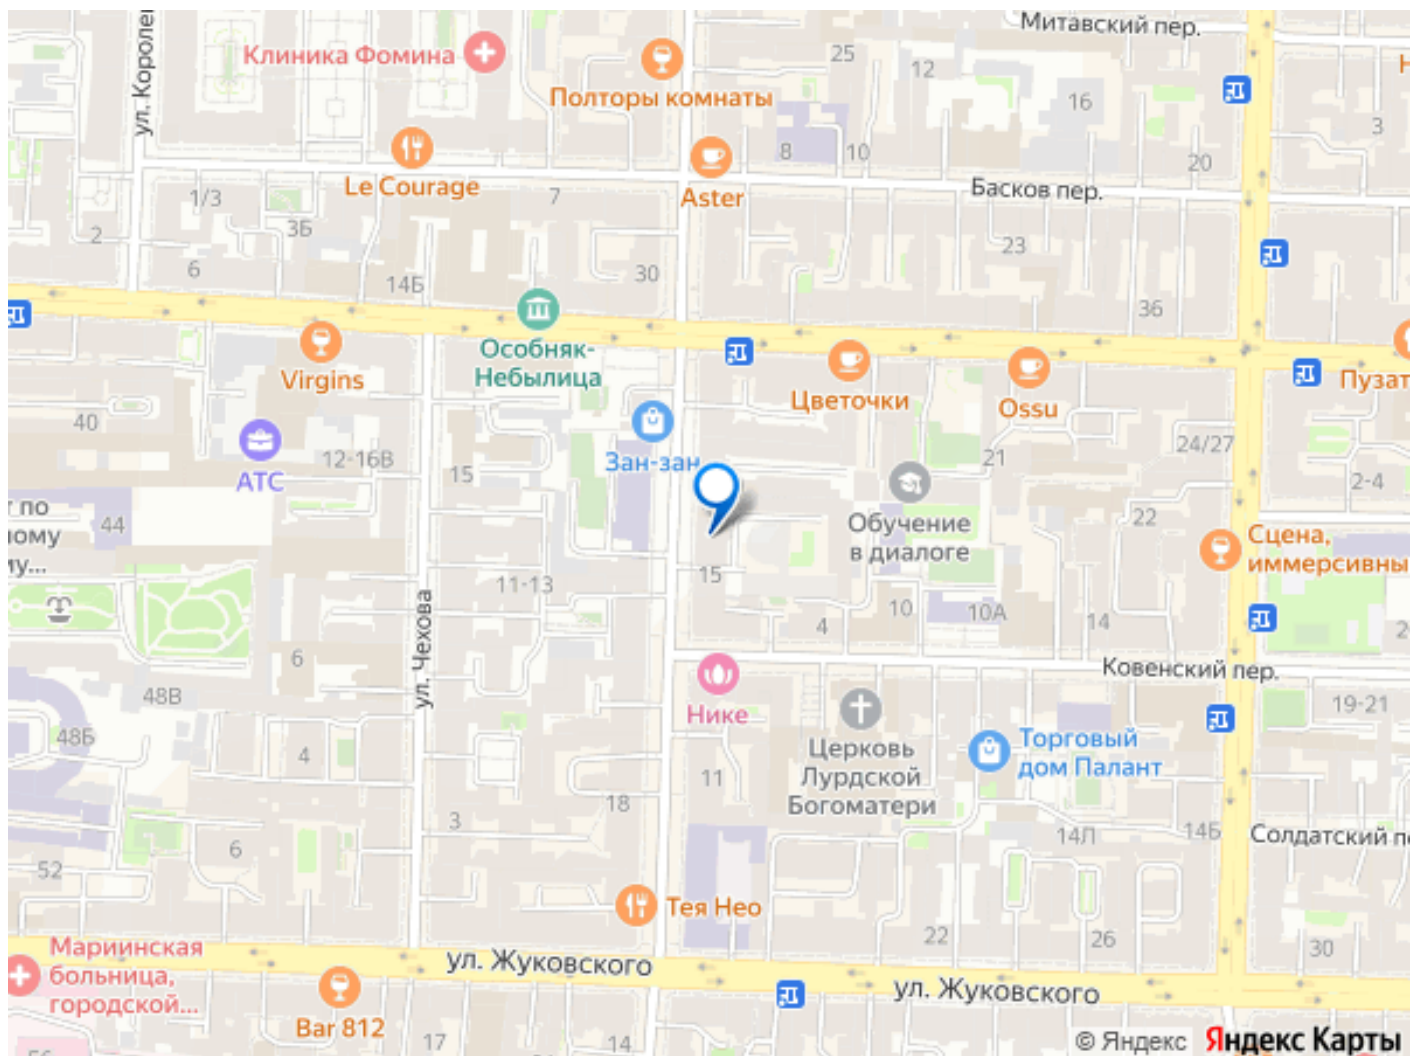 Митавский пер.
ул. Королен
Клиника Фомина
25
12
Полторы комнаты
16
3
8
10
20
Le Courage
Aster
Басков пер.
1/3
7
2
3Б
23
6
14Б
30
36
Особняк-
Небылица
Virgins
Цветочки
Ossu
Пузат
40
24/27
12-16В
15
Зан-зан
21
АТС
2-4
т по
ному
му...
44
Обучение
в диалоге
22
Сцена,
иммерсивны
11-13
15
10
10А
4
14
ул. Чехова
6
48В
Ковенский пер.
Нике
19-21
48Б
4
Церковь
Лурдской
Богоматери
Торговый
дом Палант
11
18
3
14Л
14Б
Солдатский п
6
52
Тея Нео
22
26
30
Мариинская
больница,
городской...
ул. Жуковского
ул. Жуковского
Bar 812
17
14
11
© Яндекс Яндекс Карты